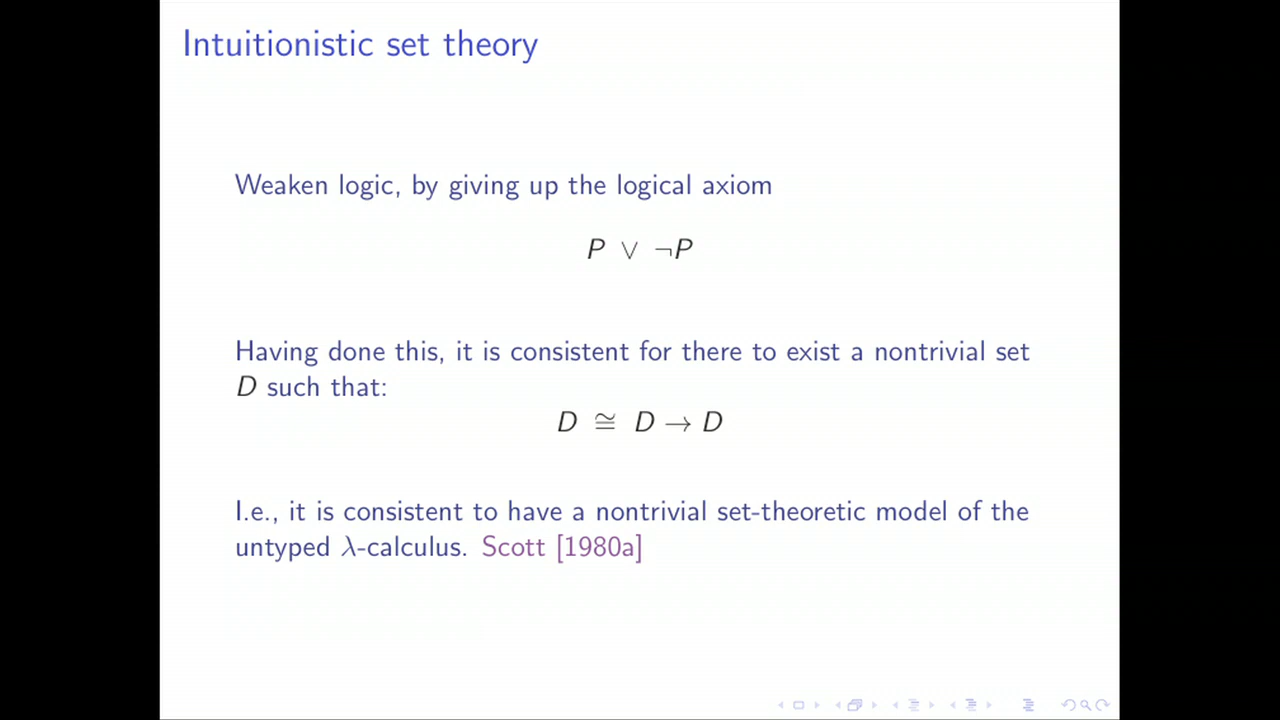 Intuitionistic set theory
Weaken logic, by giving up the logical axiom
P ∨ ¬P
Having done this, it is consistent for there to exist a nontrivial set
D such that:
D ≅ D → D
I.e., it is consistent to have a nontrivial set-theoretic model of the
untyped λ-calculus. Scott [1980a]